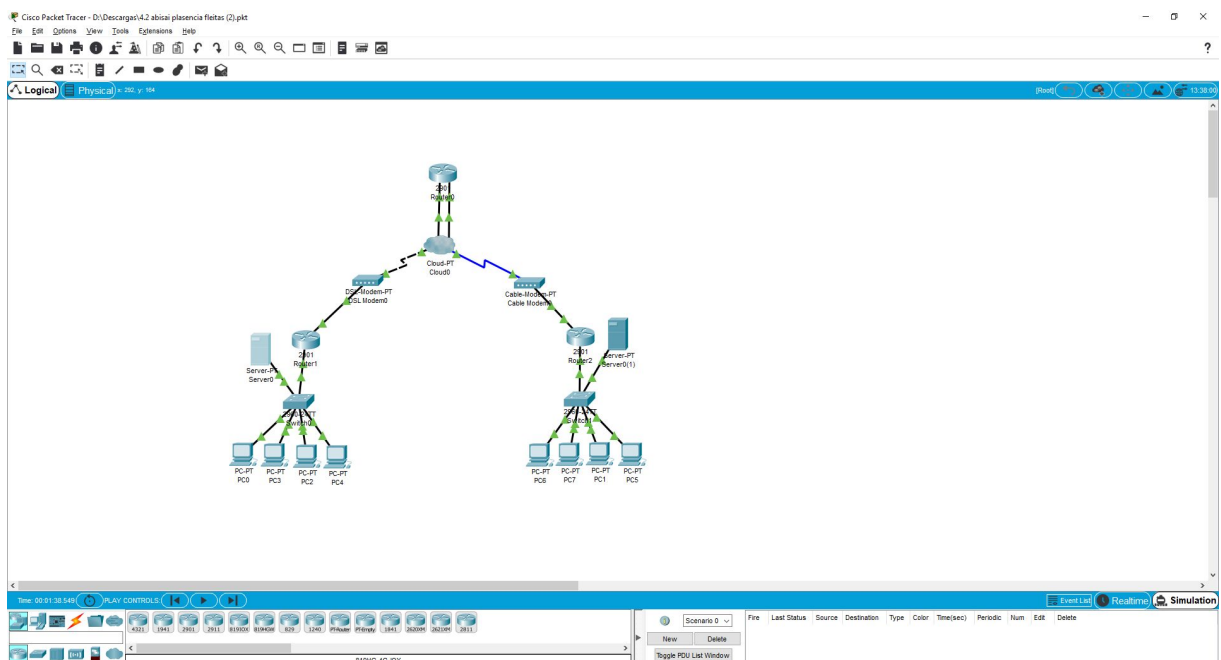 Cisco Packet Tracer - D:\Descargas\4.2 abisai plasencia fleitas (2).pkt
File Edit Options View Tools Extensions Help
?
Logical Physical x: 292, y: 164 [Root] 13:38:00
2901
Router0
Cloud-PT
Cloud0
DSL-Modem-PT
DSL Modem0
Cable-Modem-PT
Cable Modem0
2901
Router1
Server-PT
Server0
2901
Router2
Server-PT
Server0(1)
2960-24TT
Switch0
2960-24TT
Switch1
PC-PT PC-PT PC-PT PC-PT
PC0 PC3 PC2 PC4
PC-PT PC-PT PC-PT PC-PT
PC6 PC7 PC1 PC5
Time: 00:01:38.549 PLAY CONTROLS: Event List Realtime Simulation
4321 1941 2901 2911 819IOX 819HGW 829 1240 PT-Router PT-Empty 1841 2620XM 2621XM 2811
Scenario 0 Fire Last Status Source Destination Type Color Time(sec) Periodic Num Edit Delete
New Delete
Toggle PDU List Window